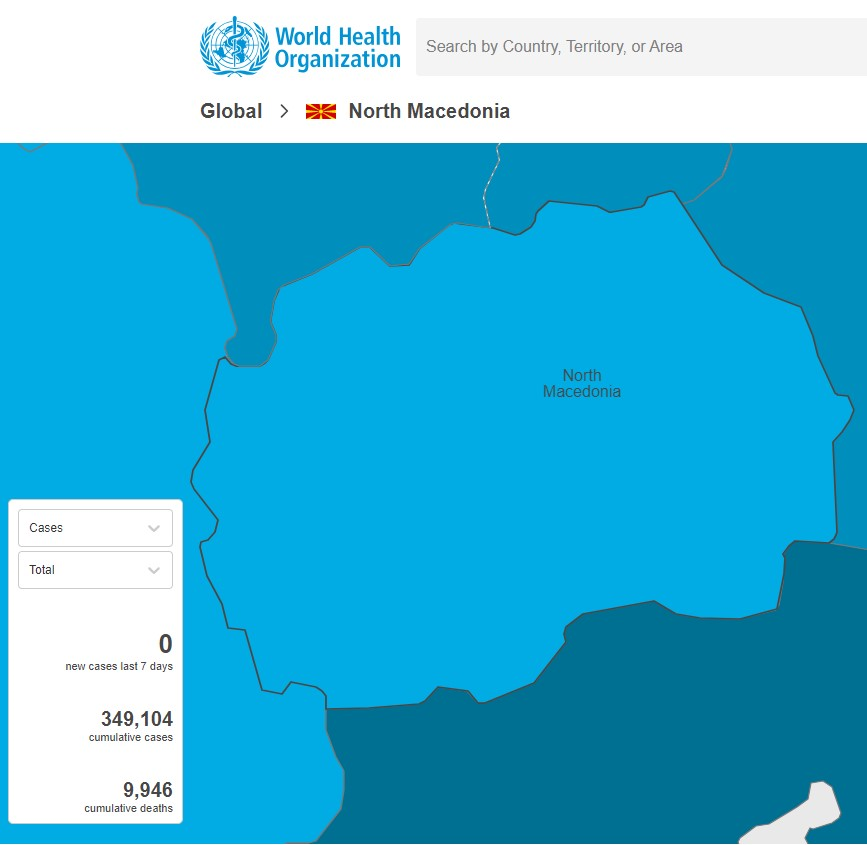 World Health
Organization
Search by Country, Territory, or Area
Global > North Macedonia
North
Macedonia
Cases
Total
0
new cases last 7 days
349,104
cumulative cases
9,946
cumulative deaths